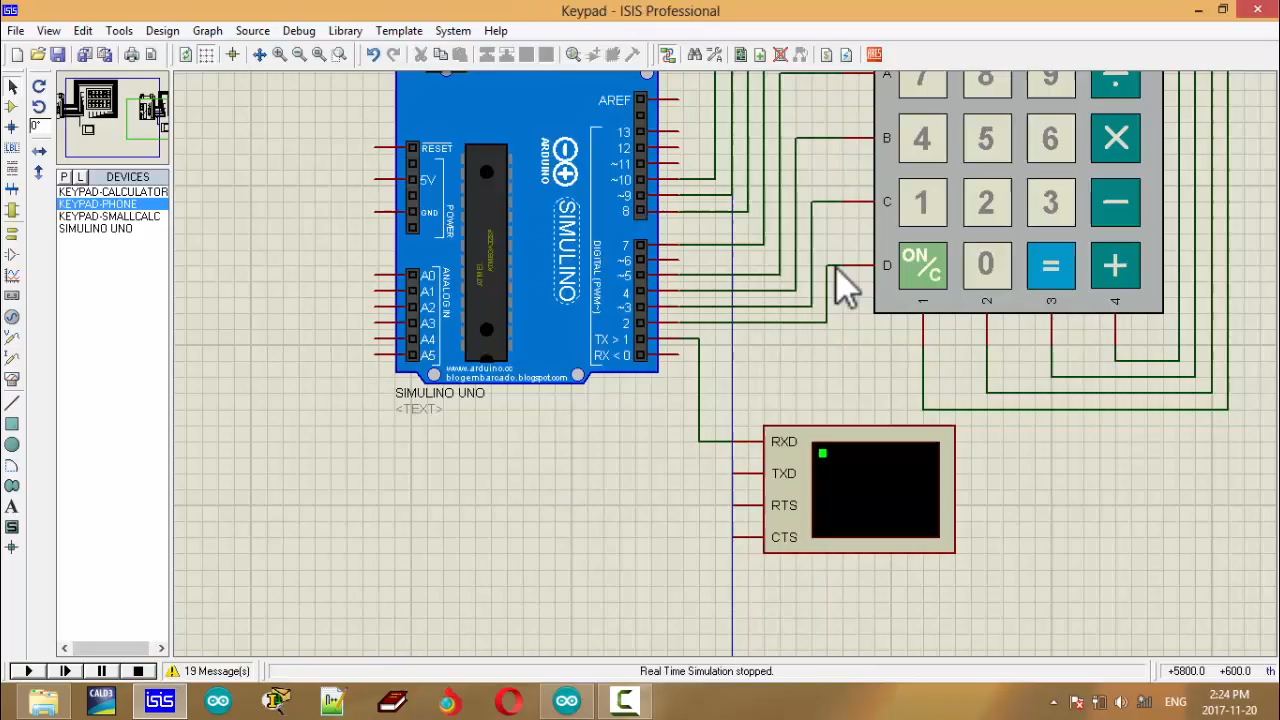 Keypad - ISIS Professional
File View Edit Tools Design Graph Source Debug Library Template System Help
ARES
0°
P L DEVICES
KEYPAD-CALCULATOR
KEYPAD-PHONE
KEYPAD-SMALLCALC
SIMULINO UNO
RESET
5V
GND
POWER
A0
A1
A2
A3
A4
A5
ANALOG IN
ATMEL
ARDUINO
SIMULINO
AREF
13
12
~11
~10
~9
8
7
~6
~5
4
~3
2
TX > 1
RX < 0
DIGITAL (PWM~)
www.arduino.cc
blogembarcado.blogspot.com
SIMULINO UNO
<TEXT>
A 7 8 9 ÷
B 4 5 6 ×
C 1 2 3 −
D ON/C 0 = +
1 2 3 4
RXD
TXD
RTS
CTS
19 Message(s)
Real Time Simulation stopped.
+5800.0 +600.0
CALD3 isis
ENG
2:24 PM
2017-11-20